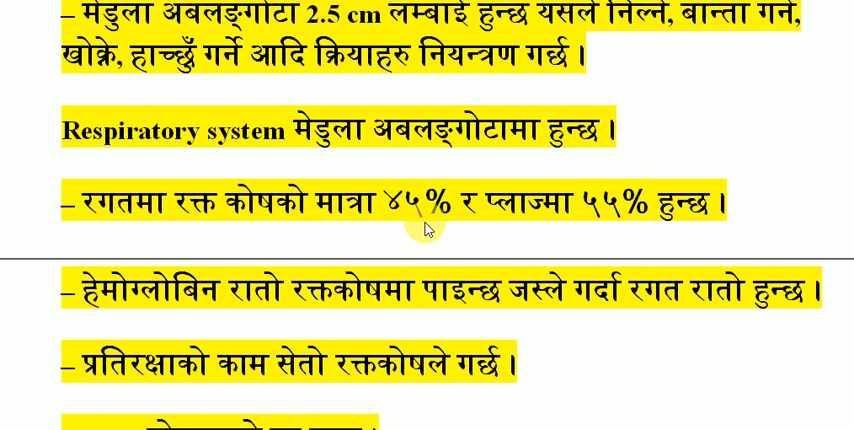 – मेडुला अबलङ्गोटा 2.5 cm लम्बाई हुन्छ यसले निल्ने, बान्ता गर्ने,
खोक्ने, हाच्छुँ गर्ने आदि क्रियाहरु नियन्त्रण गर्छ ।
Respiratory system मेडुला अबलङ्गोटामा हुन्छ ।
– रगतमा रक्त कोषको मात्रा ४५% र प्लाज्मा ५५% हुन्छ ।
– हेमोग्लोबिन रातो रक्तकोषमा पाइन्छ जस्ले गर्दा रगत रातो हुन्छ ।
– प्रतिरक्षाको काम सेतो रक्तकोषले गर्छ ।